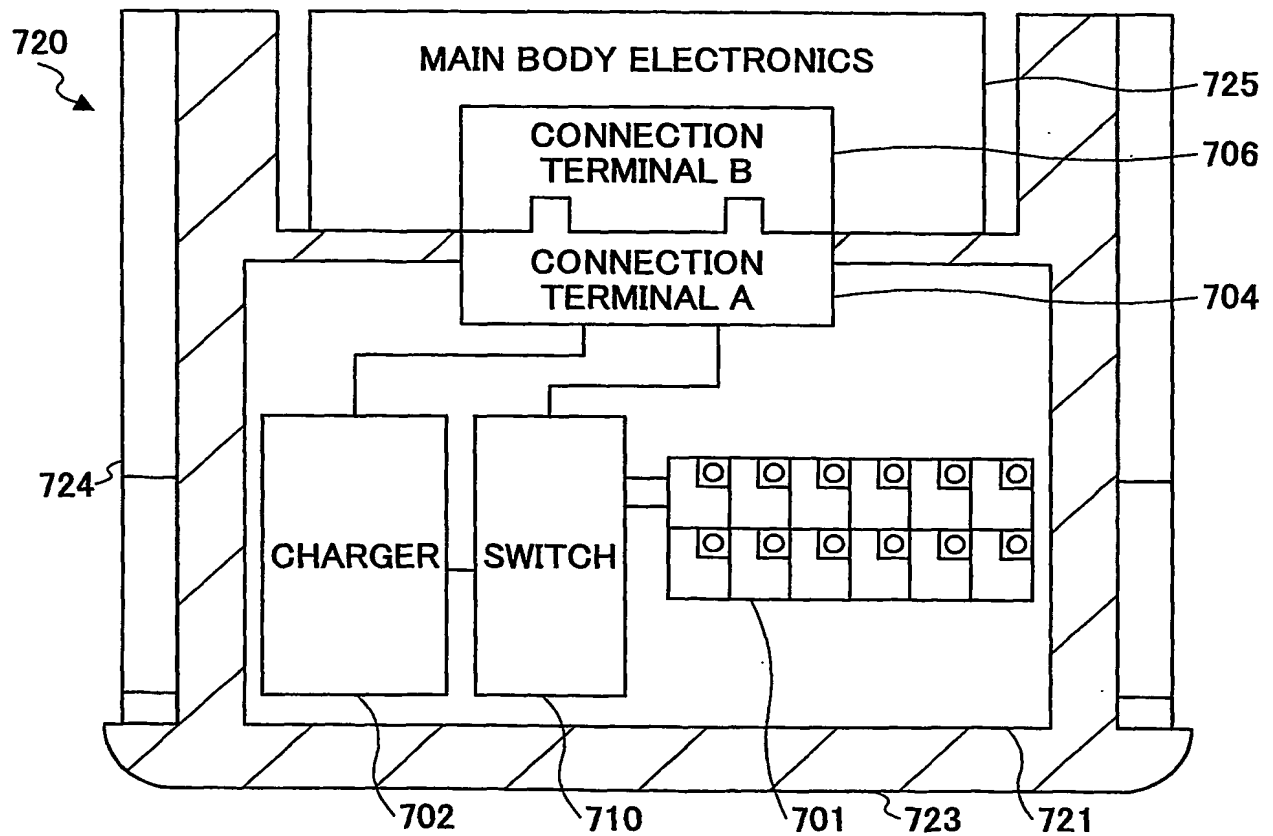 720
MAIN BODY ELECTRONICS
725
CONNECTION
TERMINAL B
706
CONNECTION
TERMINAL A
704
724
CHARGER
SWITCH
702
710
701
723
721